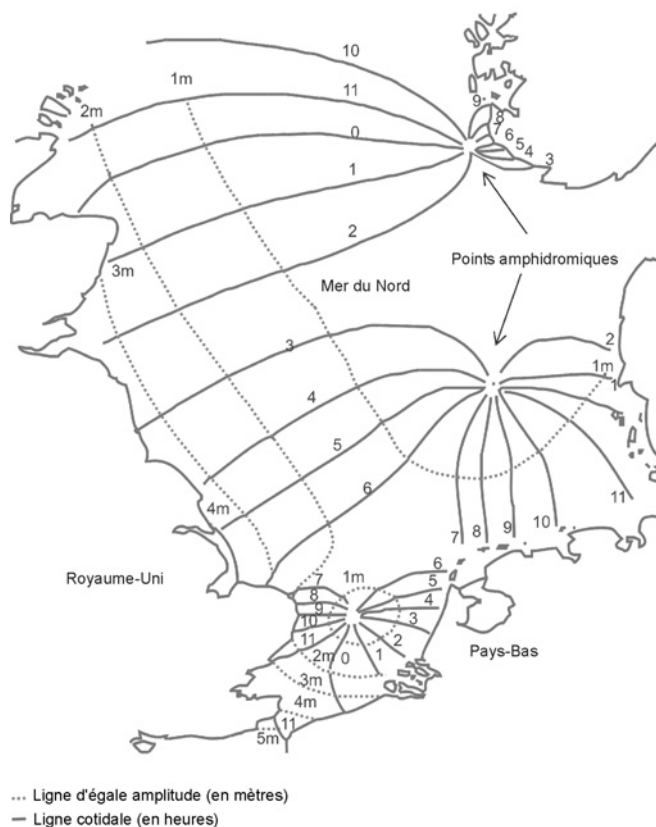 10
1m
11
2m
0
1
2
3m
9
8
7
6
5
4
3
Points amphidromiques
Mer du Nord
2
1m
1
3
4
5
6
4m
11
7
8
9
10
Royaume-Uni
7
8
9
10
11
1m
6
5
4
3
2
2m
0
1
3m
4m
11
5m
Pays-Bas
Ligne d'égale amplitude (en mètres)
Ligne cotidale (en heures)